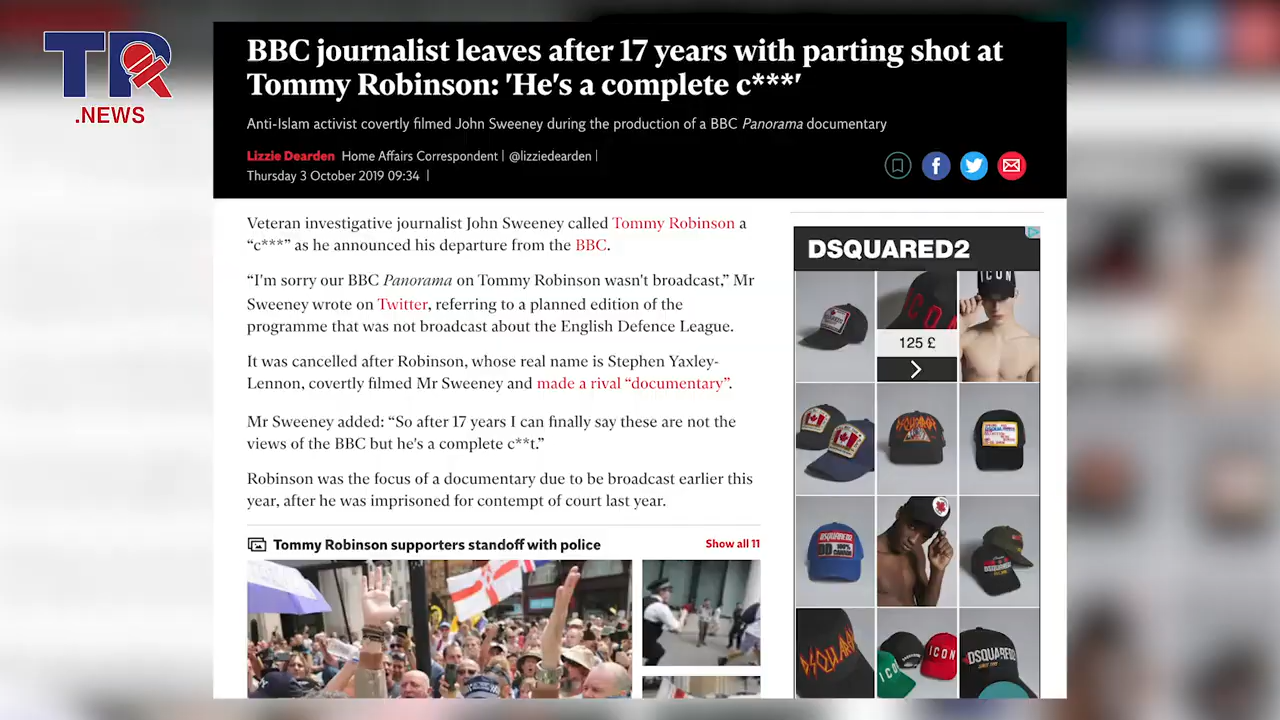 TR
.NEWS
BBC journalist leaves after 17 years with parting shot at
Tommy Robinson: 'He's a complete c***'
Anti-Islam activist covertly filmed John Sweeney during the production of a BBC Panorama documentary
Lizzie Dearden Home Affairs Correspondent | @lizziedearden |
Thursday 3 October 2019 09:34 |
Veteran investigative journalist John Sweeney called Tommy Robinson a
“c***” as he announced his departure from the BBC.
“I'm sorry our BBC Panorama on Tommy Robinson wasn't broadcast,” Mr
Sweeney wrote on Twitter, referring to a planned edition of the
programme that was not broadcast about the English Defence League.
It was cancelled after Robinson, whose real name is Stephen Yaxley-
Lennon, covertly filmed Mr Sweeney and made a rival “documentary”.
Mr Sweeney added: “So after 17 years I can finally say these are not the
views of the BBC but he's a complete c**t.”
Robinson was the focus of a documentary due to be broadcast earlier this
year, after he was imprisoned for contempt of court last year.
Tommy Robinson supporters standoff with police
Show all 11
DSQUARED2
ICON
ICON
125 £
DSQUARED2
ICON
DSQUARED2